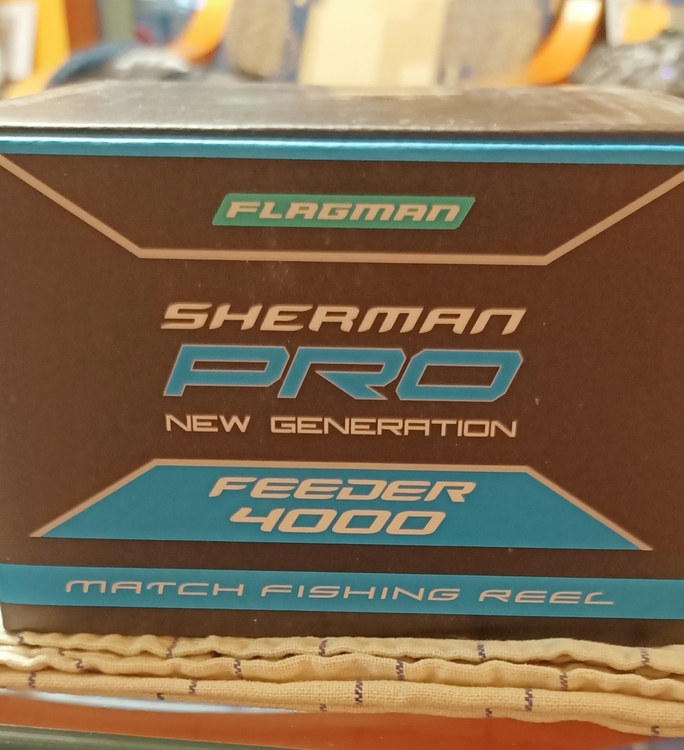 FLAGMAN
SHERMAN
PRO
NEW GENERATION
FEEDER
4000
MATCH FISHING REEL